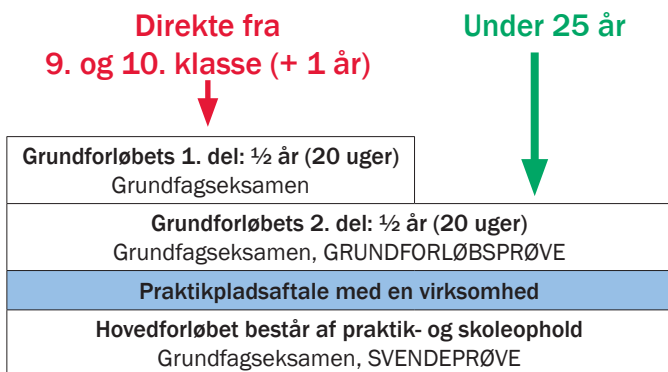 Direkte fra
9. og 10. klasse (+ 1 år)
Under 25 år
Grundforløbets 1. del: ½ år (20 uger)
Grundfagseksamen
Grundforløbets 2. del: ½ år (20 uger)
Grundfagseksamen, GRUNDFORLØBSPRØVE
Praktikpladsaftale med en virksomhed
Hovedforløbet består af praktik- og skoleophold
Grundfagseksamen, SVENDEPRØVE